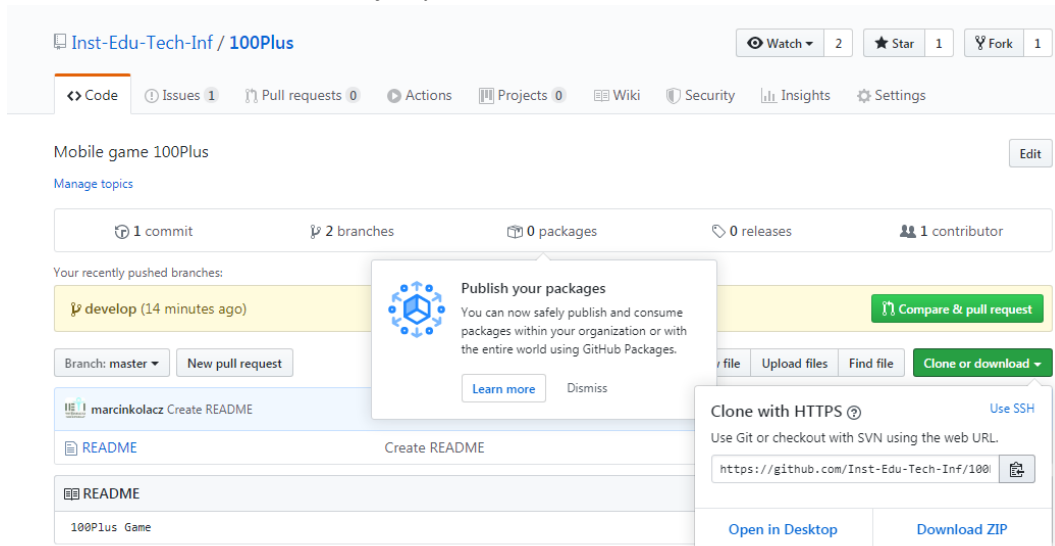 Inst-Edu-Tech-Inf / 100Plus
Watch 2 Star 1 Fork 1
Code Issues 1 Pull requests 0 Actions Projects 0 Wiki Security Insights Settings
Mobile game 100Plus Edit
Manage topics
1 commit 2 branches 0 packages 0 releases 1 contributor
Your recently pushed branches:
develop (14 minutes ago) Compare & pull request
Publish your packages
You can now safely publish and consume
packages within your organization or with
the entire world using GitHub Packages.
Learn more Dismiss
Branch: master New pull request file Upload files Find file Clone or download
marcinkolacz Create README
README Create README
README
100Plus Game
Clone with HTTPS Use SSH
Use Git or checkout with SVN using the web URL.
https://github.com/Inst-Edu-Tech-Inf/100
Open in Desktop Download ZIP